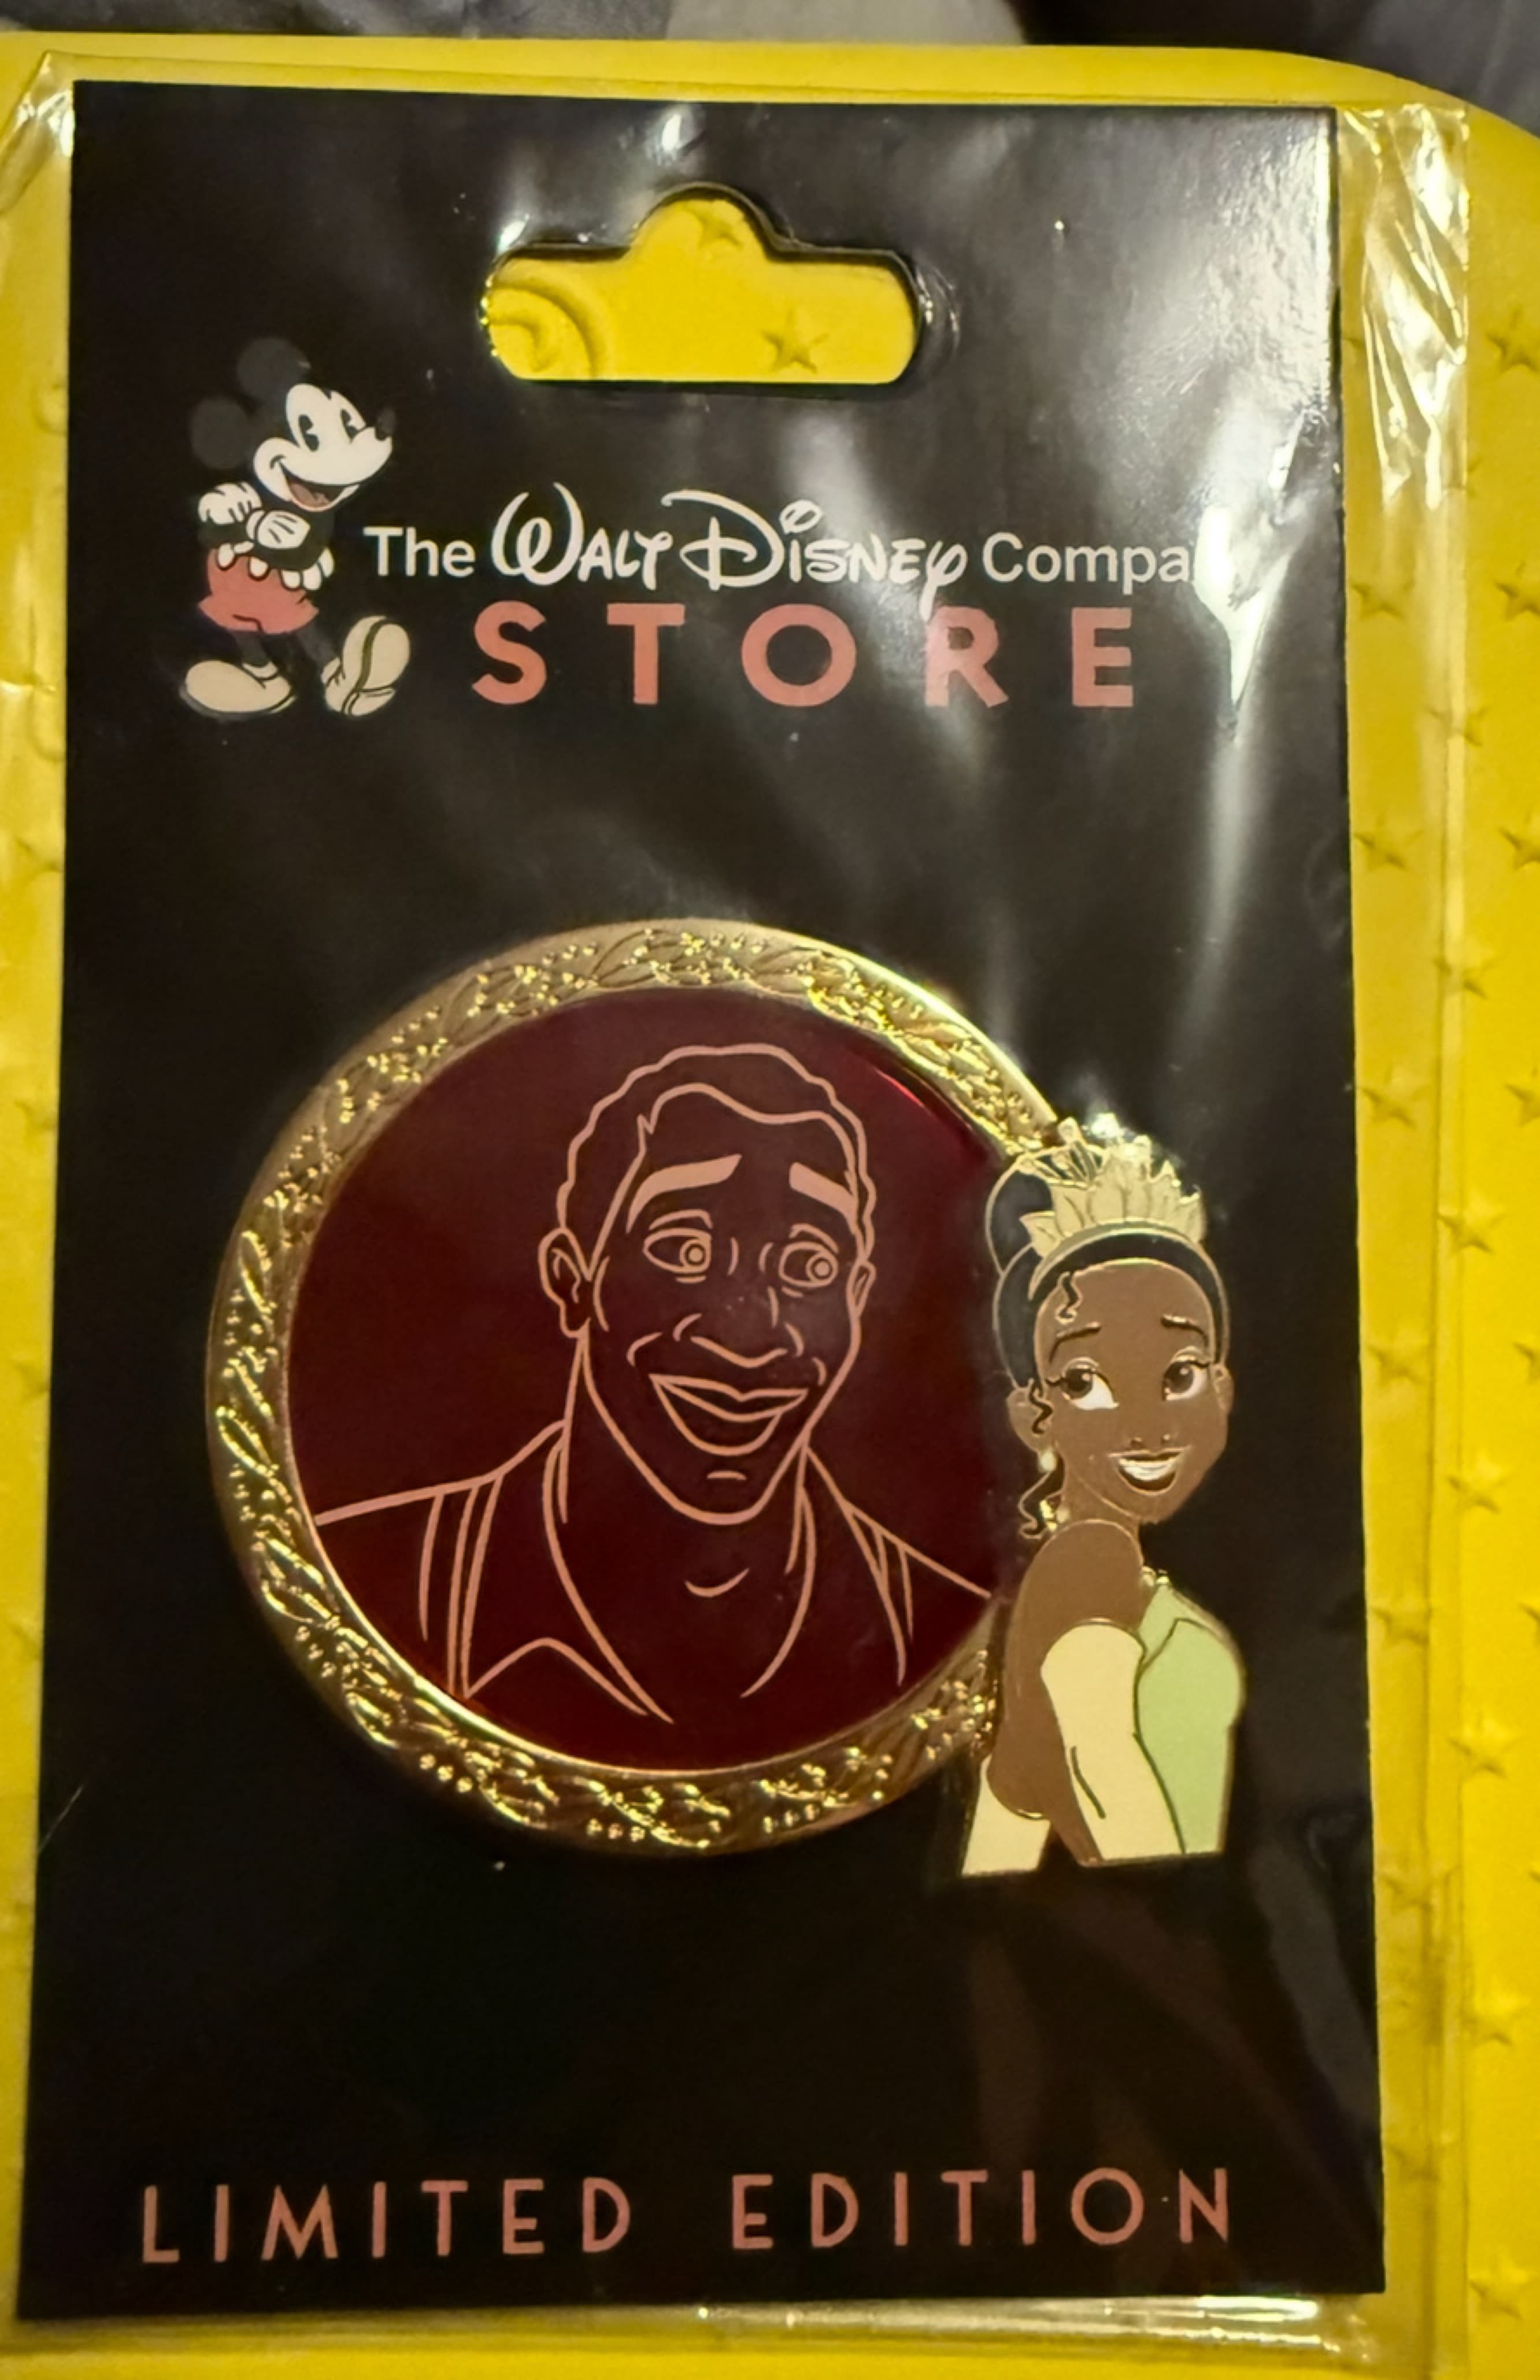 The WALT DISNEY Compa
STORE
LIMITED EDITION